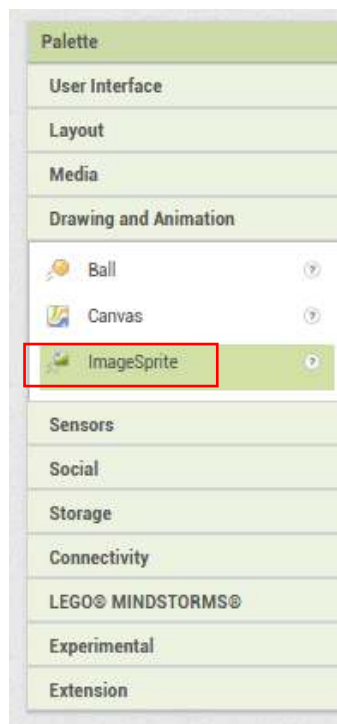 Palette
User Interface
Layout
Media
Drawing and Animation
Ball ?
Canvas ?
ImageSprite ?
Sensors
Social
Storage
Connectivity
LEGO® MINDSTORMS®
Experimental
Extension